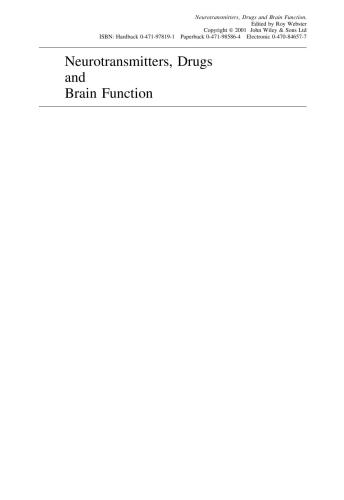 Neurotransmitters, Drugs and Brain Function.
Edited by Roy Webster
Copyright © 2001 John Wiley & Sons Ltd
ISBN: Hardback 0-471-97819-1 Paperback 0-471-98586-4 Electronic 0-470-84657-7
Neurotransmitters, Drugs
and
Brain Function